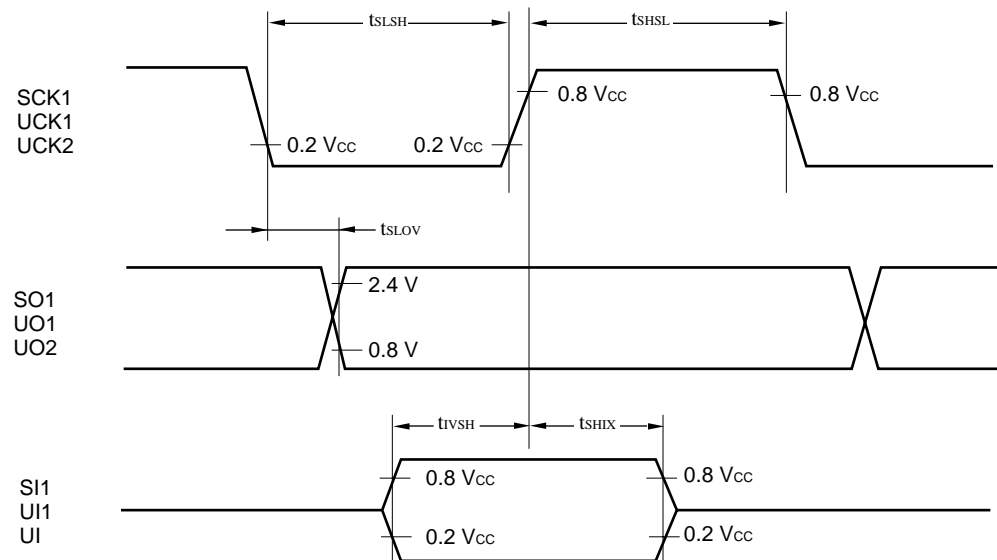 tSLSH
tSHSL
SCK1
UCK1
UCK2
0.8 VCC
0.8 VCC
0.2 VCC
0.2 VCC
tSLOV
SO1
UO1
UO2
2.4 V
0.8 V
tIVSH
tSHIX
SI1
UI1
UI
0.8 VCC
0.8 VCC
0.2 VCC
0.2 VCC